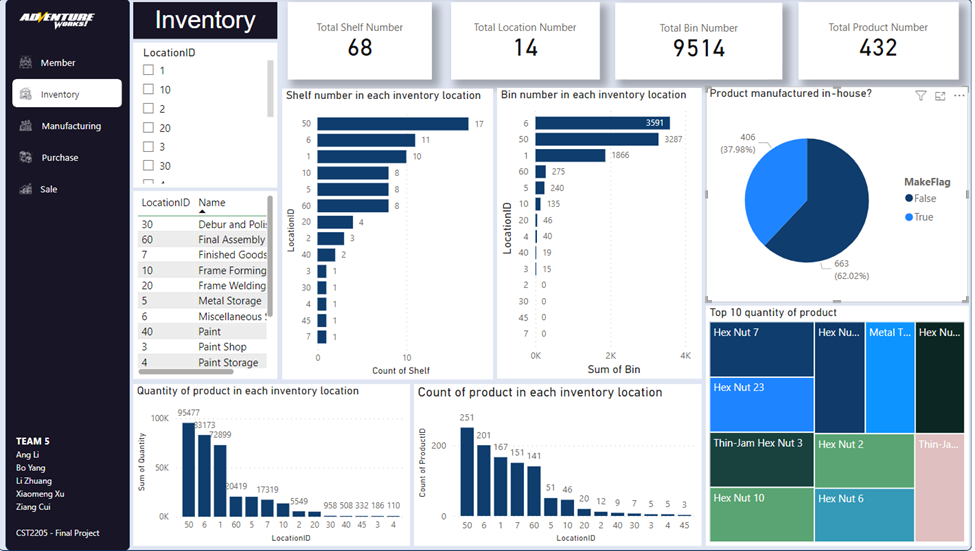 ADVENTURE
WORKS!
Member
Inventory
Manufacturing
Purchase
Sale
TEAM 5
Ang Li
Bo Yang
Li Zhuang
Xiaomeng Xu
Ziang Cui
CST2205 - Final Project
Inventory
LocationID
1
10
2
20
3
30
LocationID Name
30 Debur and Polis
60 Final Assembly
7 Finished Goods
10 Frame Forming
20 Frame Welding
5 Metal Storage
6 Miscellaneous S
40 Paint
3 Paint Shop
4 Paint Storage
Total Shelf Number
68
Total Location Number
14
Total Bin Number
9514
Total Product Number
432
Shelf number in each inventory location
LocationID
50 17
6 11
1 10
10 8
5 8
60 8
20 4
2 3
40 2
3 1
30 1
4 1
45 1
7 1
0 10
Count of Shelf
Bin number in each inventory location
LocationID
6 3591
50 3287
1 1866
60 275
5 240
10 135
20 46
4 40
40 19
3 15
2 0
30 0
45 0
7 0
0K 2K 4K
Sum of Bin
Product manufactured in-house?
406
(37.98%)
663
(62.02%)
MakeFlag
False
True
Top 10 quantity of product
Hex Nut 7
Hex Nu...
Metal T...
Hex Nu...
Hex Nut 23
Thin-Jam Hex Nut 3
Hex Nut 2
Thin-Ja...
Hex Nut 10
Hex Nut 6
Quantity of product in each inventory location
Sum of Quantity
100K
50K
0K
95477 83173 72899 20419 17319 5549 958 508 332 186 110
50 6 1 60 5 7 10 2 20 30 40 45 3 4
LocationID
Count of product in each inventory location
Count of ProductID
200
0
251 201 167 151 141 51 46 20 12 9 7 5 5 3
50 6 1 7 60 5 10 20 2 40 30 3 4 45
LocationID